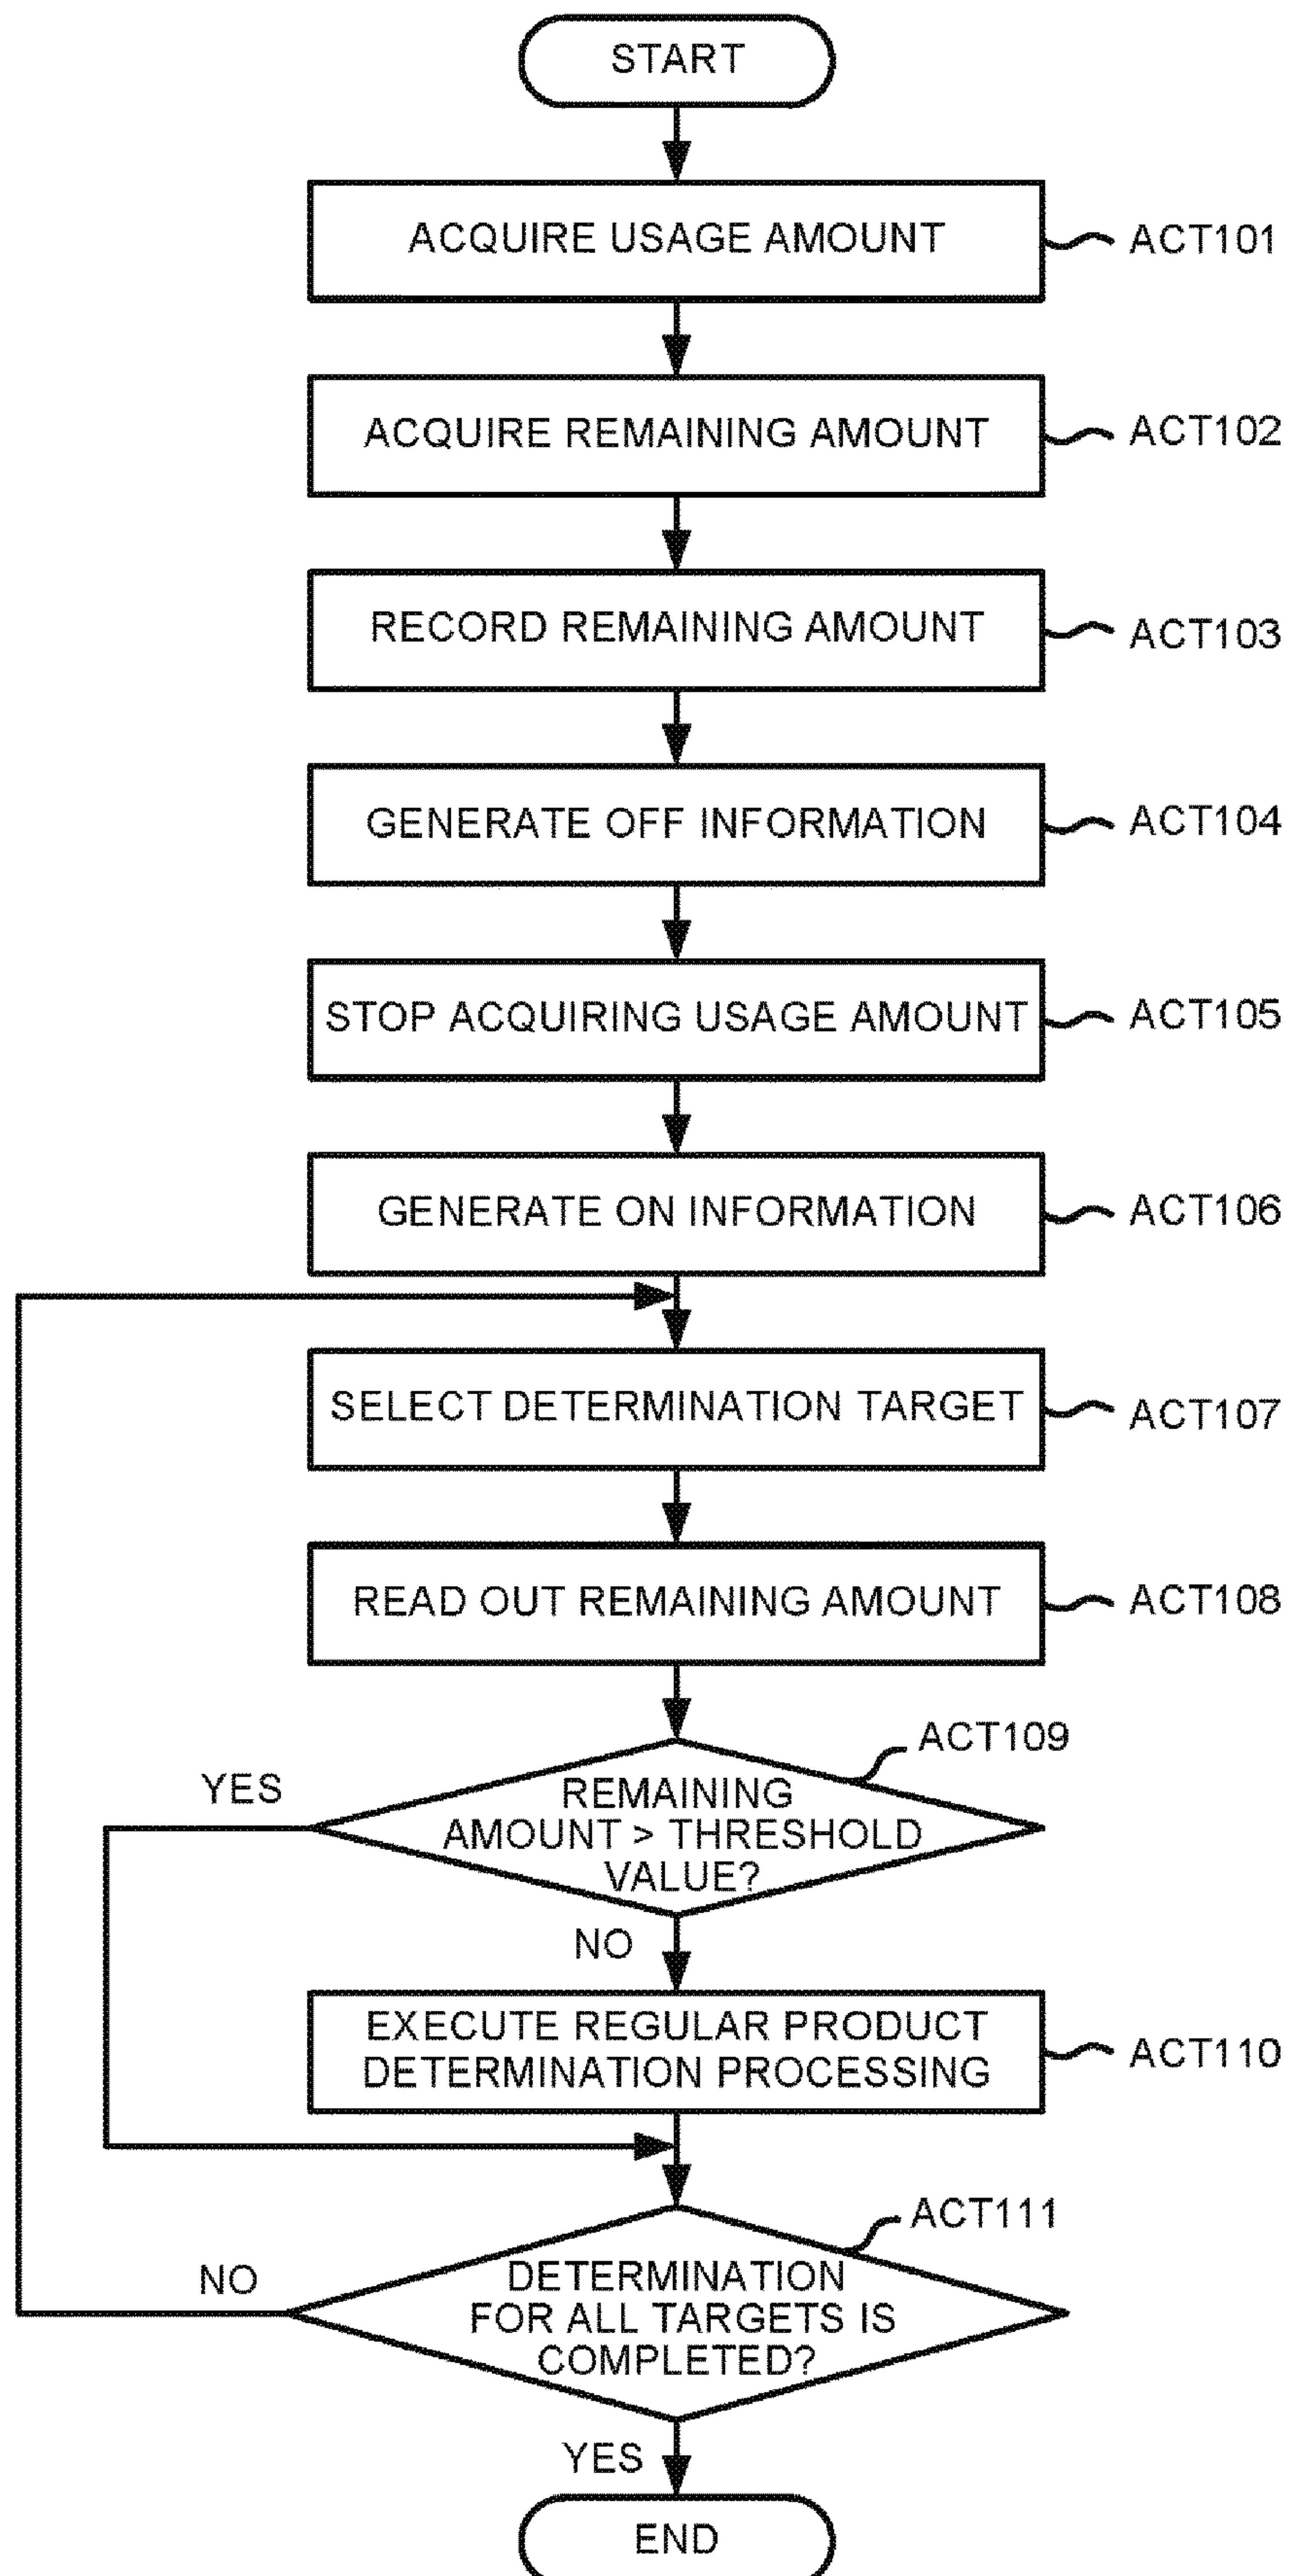 START
ACQUIRE USAGE AMOUNT
ACT101
ACQUIRE REMAINING AMOUNT
ACT102
RECORD REMAINING AMOUNT
ACT103
GENERATE OFF INFORMATION
ACT104
STOP ACQUIRING USAGE AMOUNT
ACT105
GENERATE ON INFORMATION
ACT106
SELECT DETERMINATION TARGET
ACT107
READ OUT REMAINING AMOUNT
ACT108
ACT109
YES
REMAINING
AMOUNT > THRESHOLD
VALUE?
NO
EXECUTE REGULAR PRODUCT
DETERMINATION PROCESSING
ACT110
ACT111
NO
DETERMINATION
FOR ALL TARGETS IS
COMPLETED?
YES
END